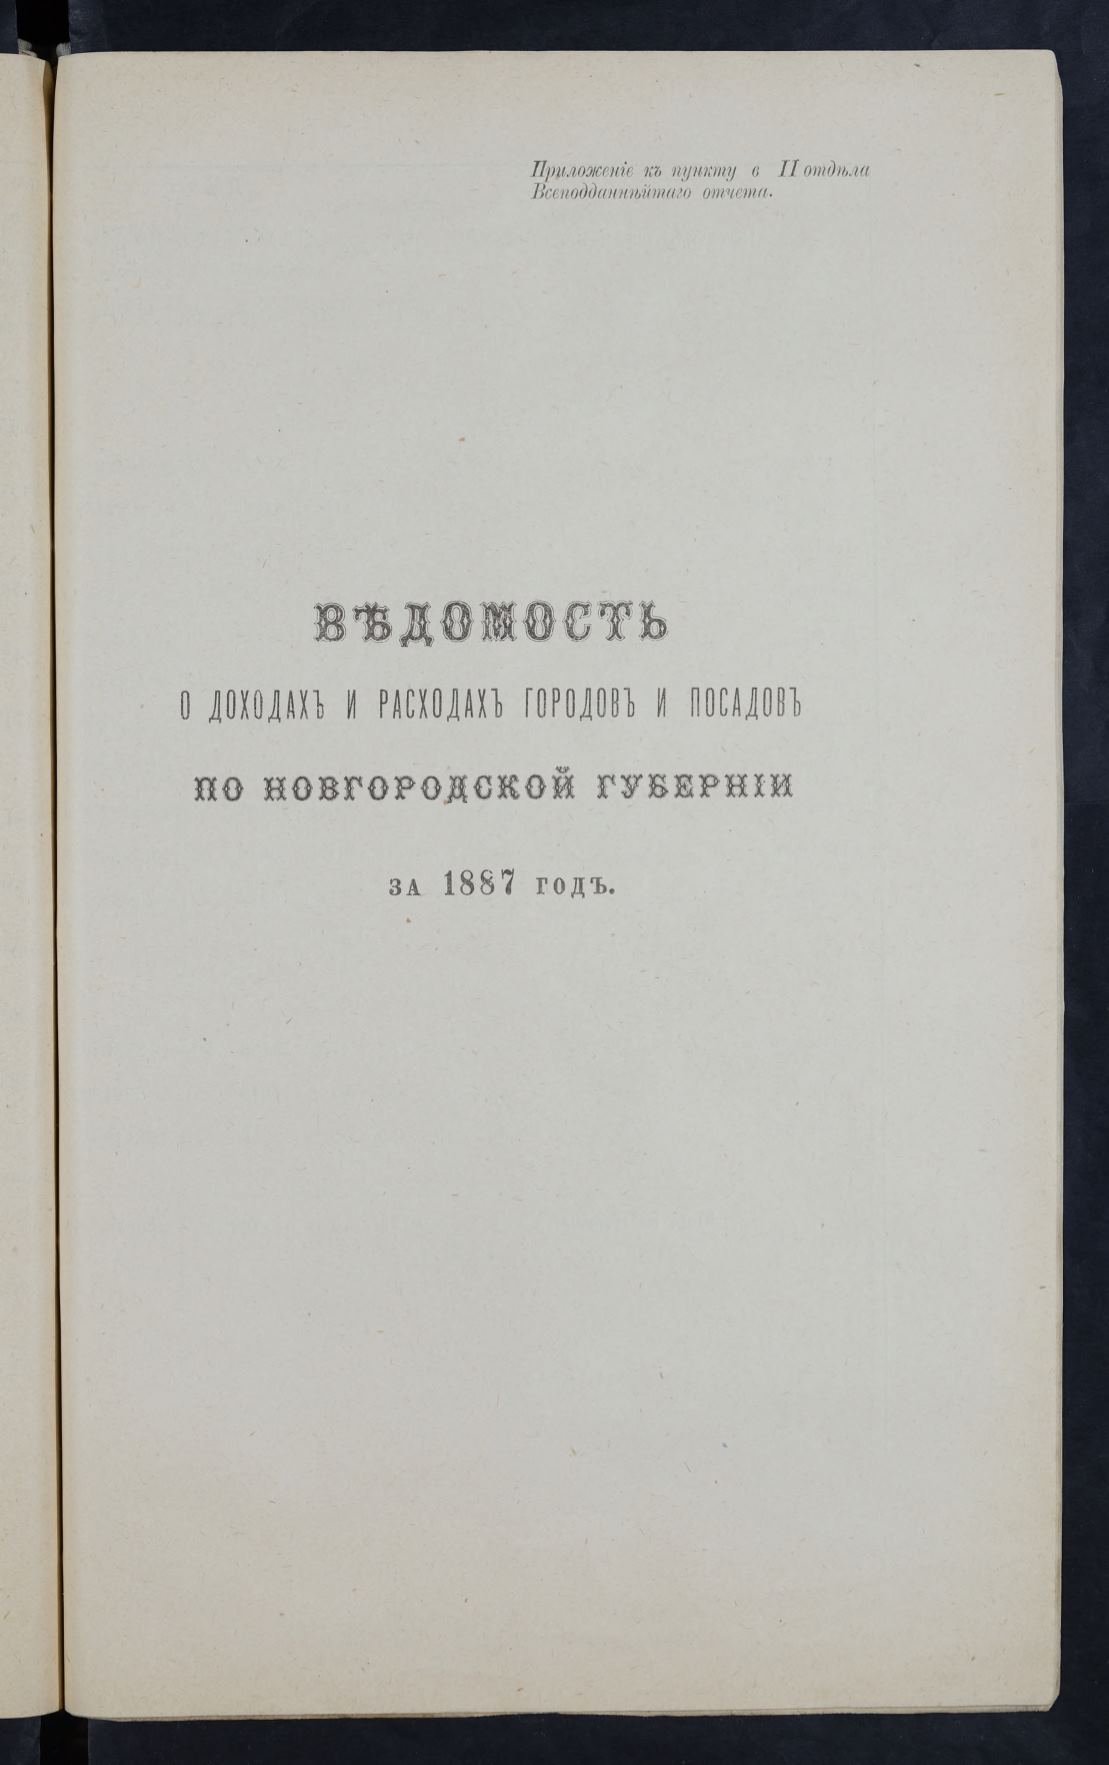 Приложеніе къ пункту в II отдѣла
Всеподданнѣйшаго отчета.
ВѢДОМОСТЬ
О ДОХОДАХЪ И РАСХОДАХЪ ГОРОДОВЪ И ПОСАДОВЪ
ПО НОВГОРОДСКОЙ ГУБЕРНІИ
ЗА 1887 ГОДЪ.